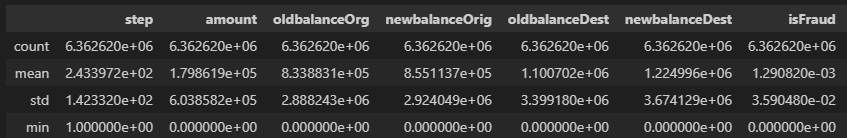 step amount oldbalanceOrg newbalanceOrig oldbalanceDest newbalanceDest isFraud
count 6.362620e+06 6.362620e+06 6.362620e+06 6.362620e+06 6.362620e+06 6.362620e+06 6.362620e+06
mean 2.433972e+02 1.798619e+05 8.338831e+05 8.551137e+05 1.100702e+06 1.224996e+06 1.290820e-03
std 1.423320e+02 6.038582e+05 2.888243e+06 2.924049e+06 3.399180e+06 3.674129e+06 3.590480e-02
min 1.000000e+00 0.000000e+00 0.000000e+00 0.000000e+00 0.000000e+00 0.000000e+00 0.000000e+00